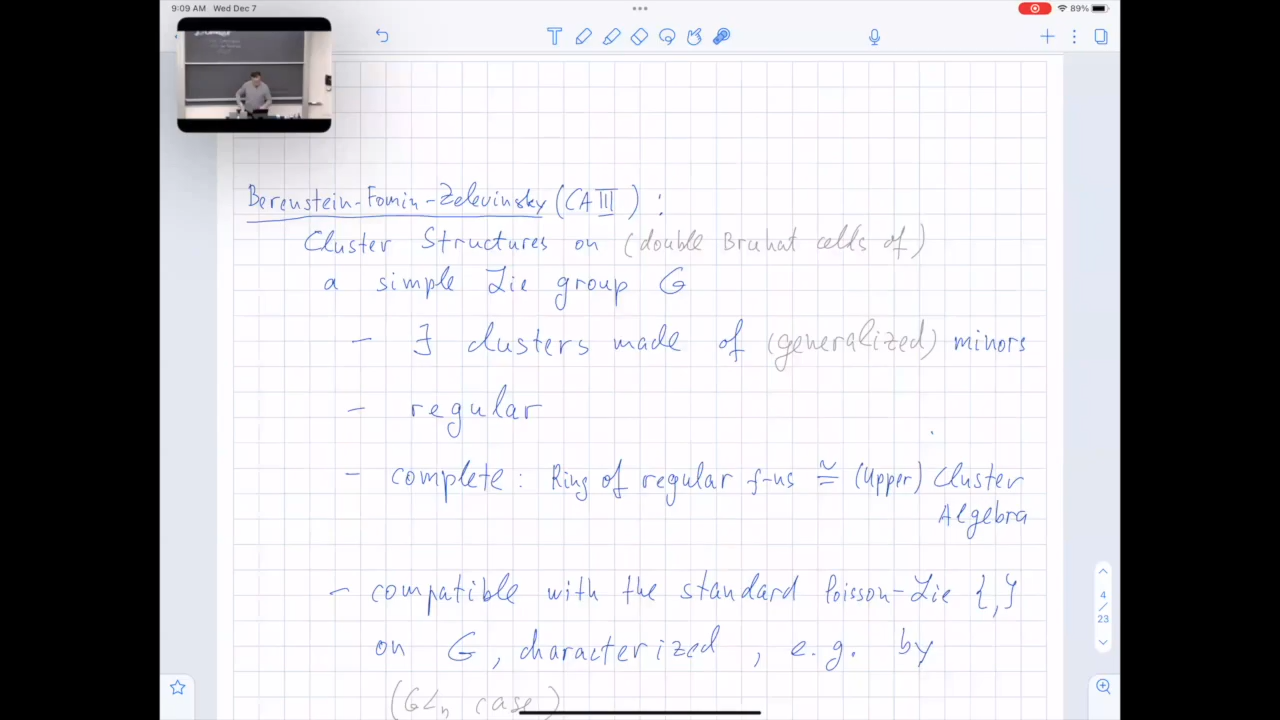 9:09 AM Wed Dec 7
89%
T
Berenstein-Fomin-Zelevinsky (CA III) :
Cluster Structures on (double Bruhat cells of)
a simple Lie group G
- ∃ clusters made of (generalized) minors
- regular
- complete : Ring of regular f-ns ≅ (Upper) Cluster
Algebra
- compatible with the standard Poisson-Lie {,}
on G, characterized, e.g. by
(GLn case)
4
/
23